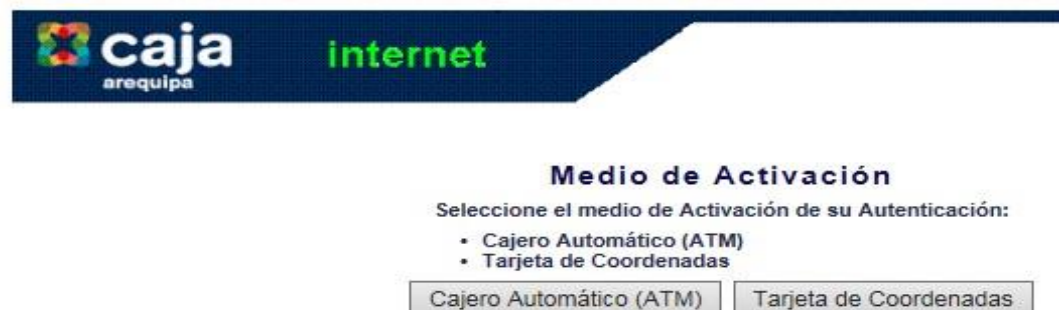 caja internet
arequipa
Medio de Activación
Seleccione el medio de Activación de su Autenticación:
• Cajero Automático (ATM)
• Tarjeta de Coordenadas
Cajero Automático (ATM) Tarjeta de Coordenadas